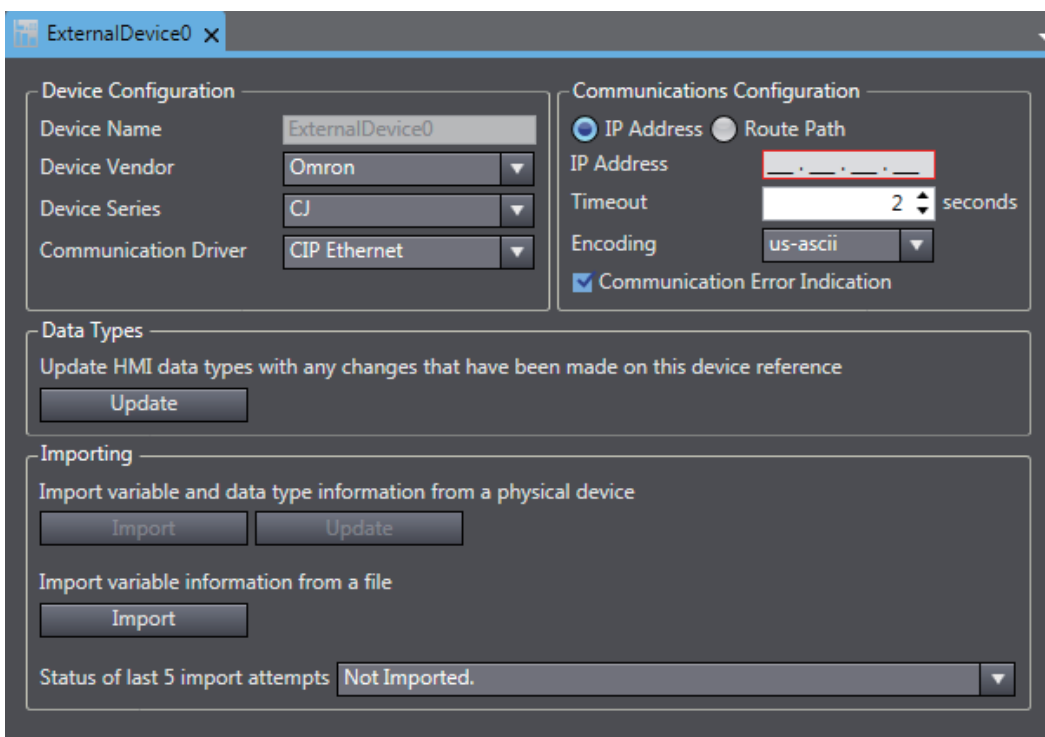 ExternalDevice0
Device Configuration
Device Name ExternalDevice0
Device Vendor Omron
Device Series CJ
Communication Driver CIP Ethernet
Communications Configuration
IP Address Route Path
IP Address __ . __ . __ . __
Timeout 2 seconds
Encoding us-ascii
Communication Error Indication
Data Types
Update HMI data types with any changes that have been made on this device reference
Update
Importing
Import variable and data type information from a physical device
Import Update
Import variable information from a file
Import
Status of last 5 import attempts Not Imported.